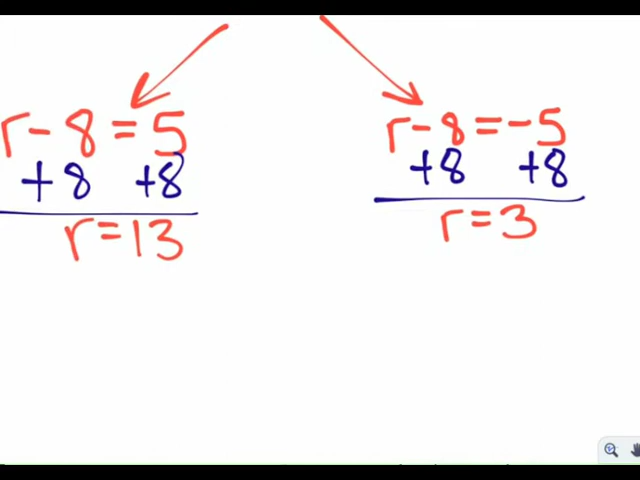 r-8=5
+8 +8
r=13
r-8=-5
+8 +8
r=3